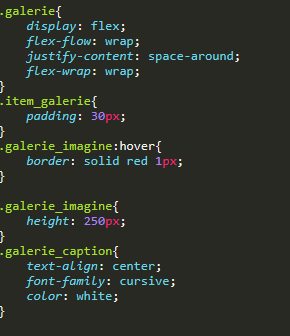 .galerie{
    display: flex;
    flex-flow: wrap;
    justify-content: space-around;
    flex-wrap: wrap;
}
.item_galerie{
    padding: 30px;
}
.galerie_imagine:hover{
    border: solid red 1px;
}

.galerie_imagine{
    height: 250px;
}
.galerie_caption{
    text-align: center;
    font-family: cursive;
    color: white;
}